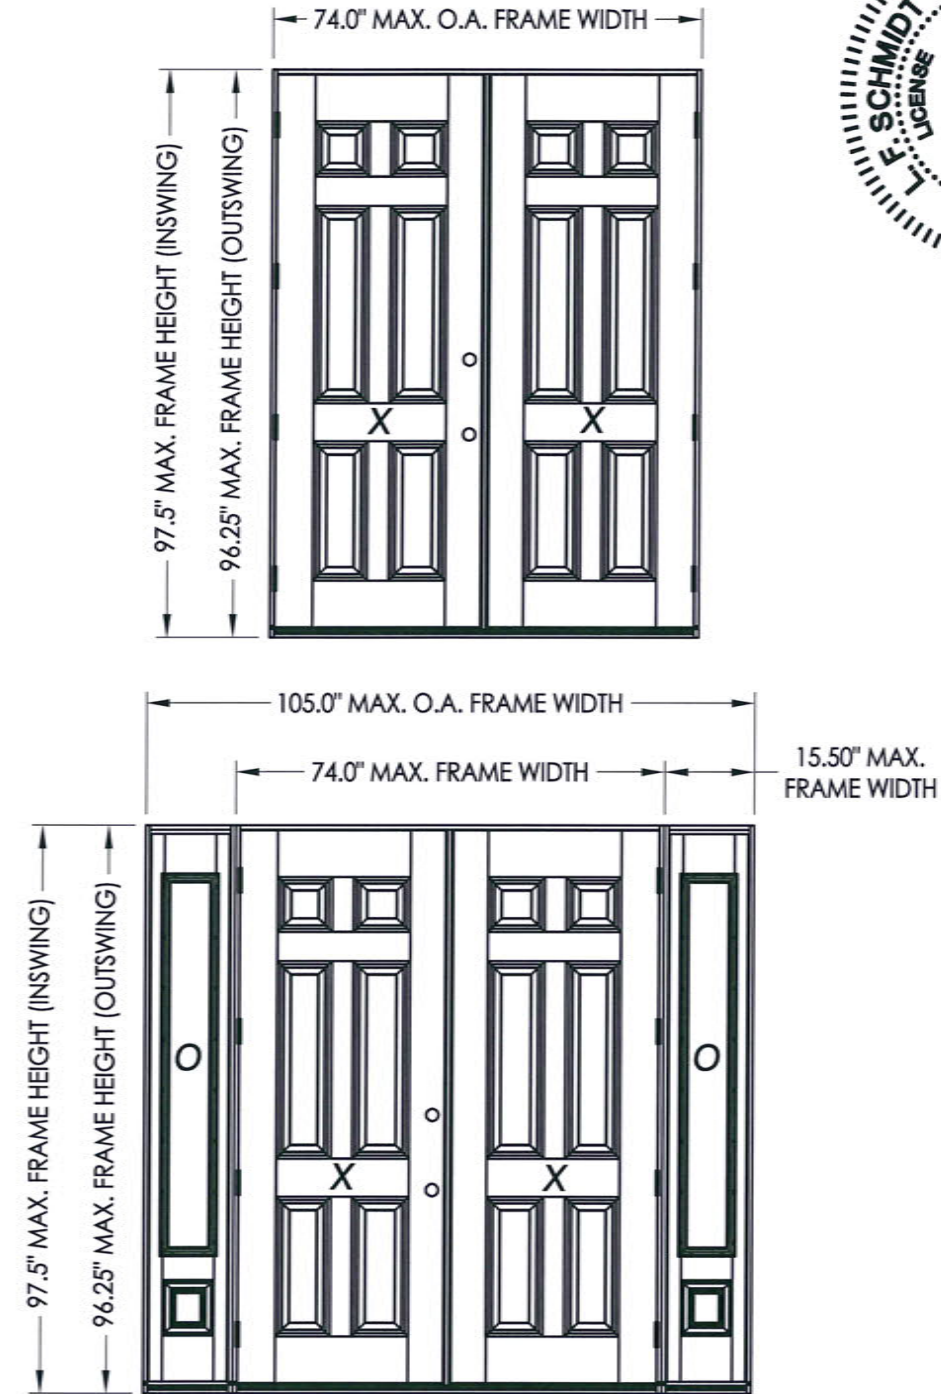 74.0" MAX. O.A. FRAME WIDTH
L. F. SCHMIDT
LICENSE
97.5" MAX. FRAME HEIGHT (INSWING)
96.25" MAX. FRAME HEIGHT (OUTSWING)
X
X
105.0" MAX. O.A. FRAME WIDTH
74.0" MAX. FRAME WIDTH
15.50" MAX.
FRAME WIDTH
97.5" MAX. FRAME HEIGHT (INSWING)
96.25" MAX. FRAME HEIGHT (OUTSWING)
O
O
X
X